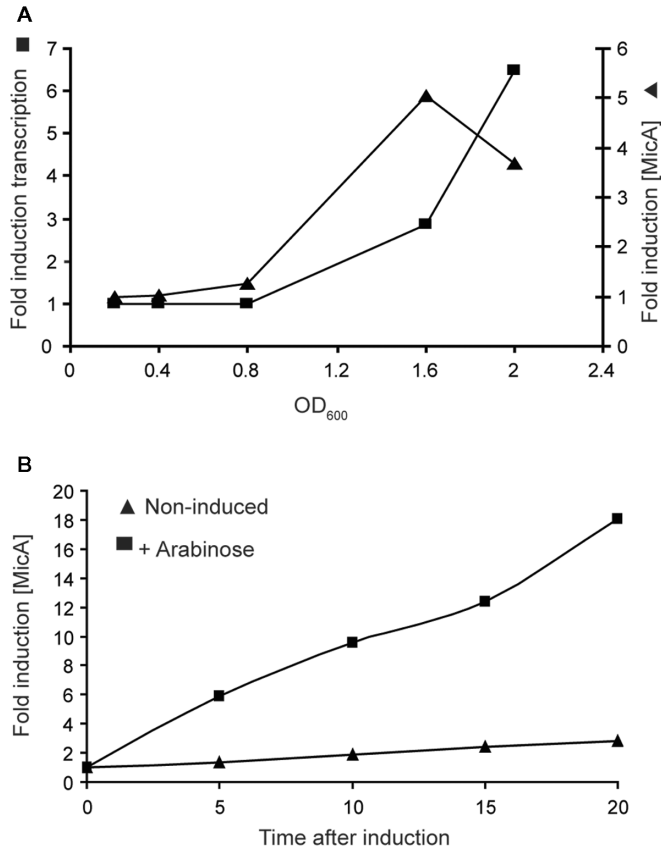 A
■ Fold induction transcription
7
6
5
4
3
2
1
0
0 0.4 0.8 1.2 1.6 2 2.4
OD600
6
5
4
3
2
1
0
Fold induction [MicA] ▲
B
Fold induction [MicA]
20
18
16
14
12
10
8
6
4
2
0
▲ Non-induced
■ + Arabinose
0 5 10 15 20
Time after induction